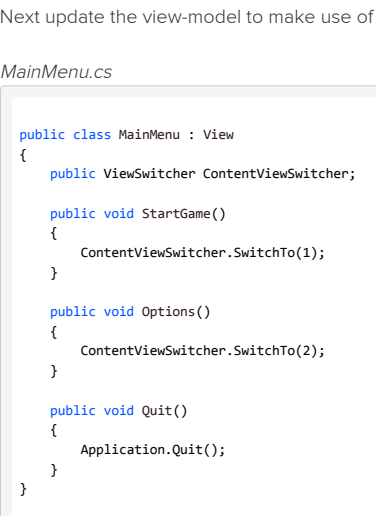 Next update the view-model to make use of
MainMenu.cs
public class MainMenu : View
{
    public ViewSwitcher ContentViewSwitcher;

    public void StartGame()
    {
        ContentViewSwitcher.SwitchTo(1);
    }

    public void Options()
    {
        ContentViewSwitcher.SwitchTo(2);
    }

    public void Quit()
    {
        Application.Quit();
    }
}